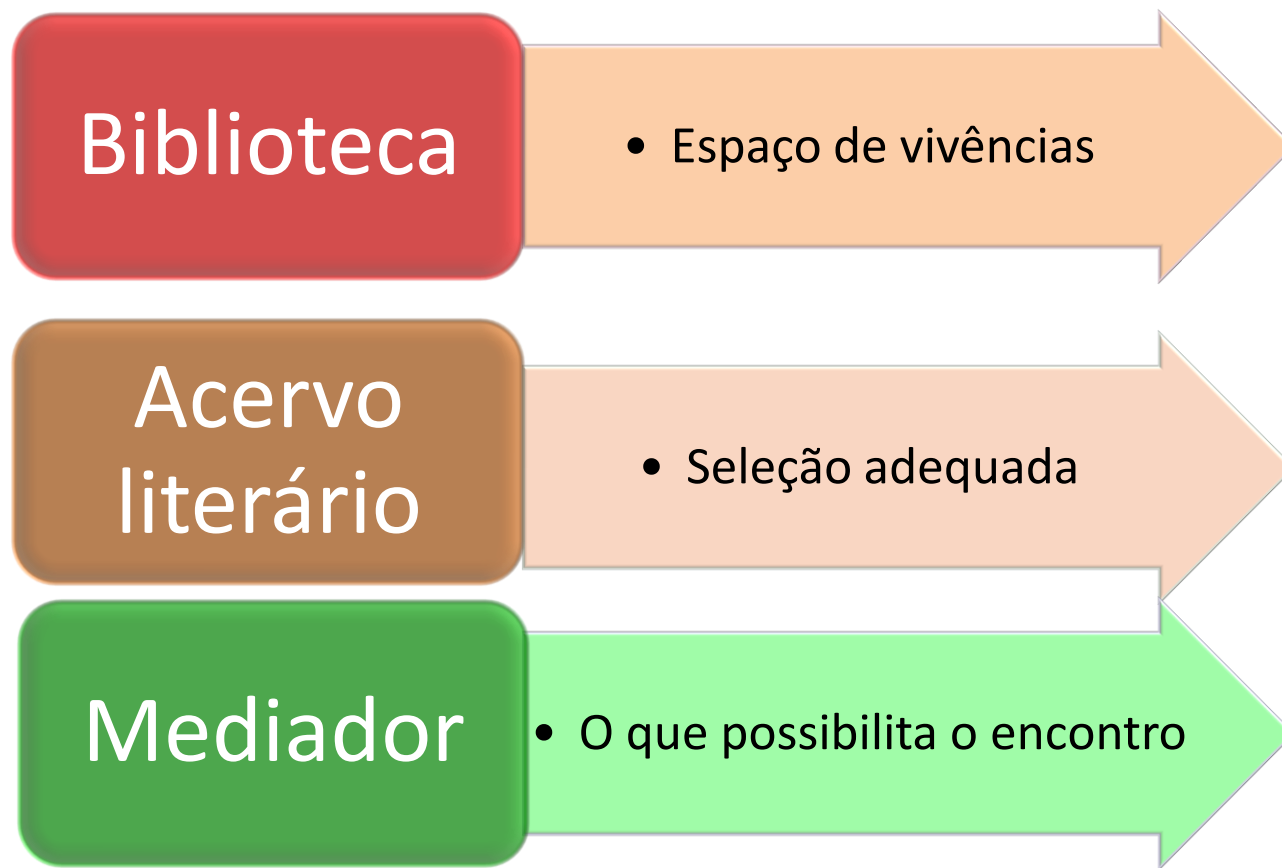 Biblioteca
• Espaço de vivências
Acervo
literário
• Seleção adequada
Mediador
• O que possibilita o encontro